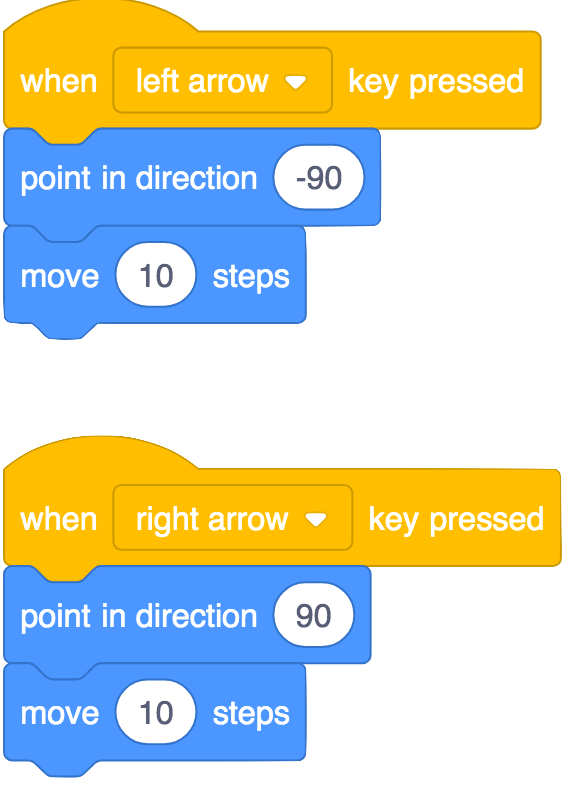 when left arrow key pressed
point in direction -90
move 10 steps
when right arrow key pressed
point in direction 90
move 10 steps